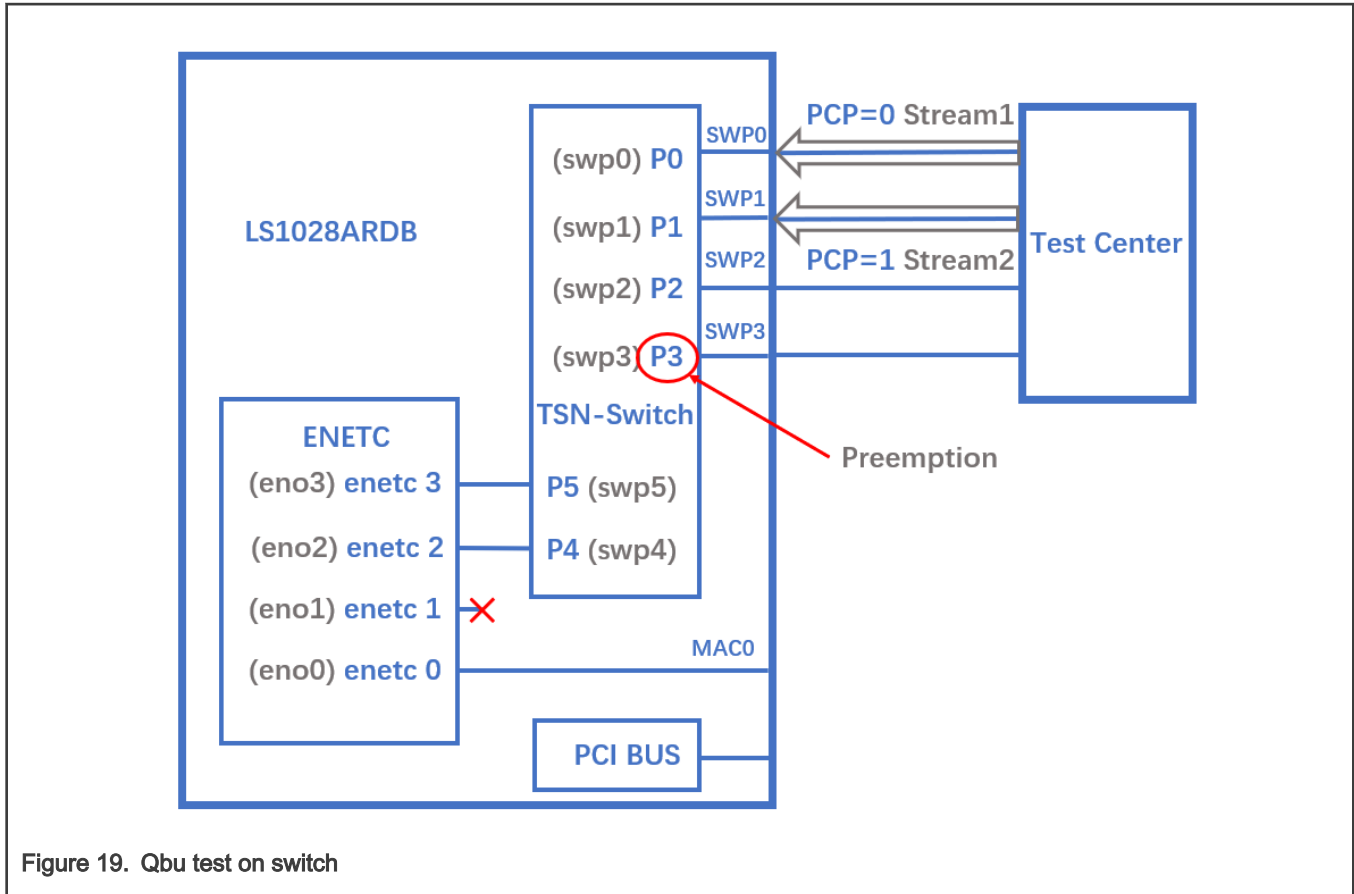 PCP=0 Stream1
SWP0
(swp0) P0
SWP1
(swp1) P1
LS1028ARDB
Test Center
SWP2
PCP=1 Stream2
(swp2) P2
SWP3
(swp3) P3
TSN-Switch
ENETC
Preemption
(eno3) enetc 3
P5 (swp5)
(eno2) enetc 2
P4 (swp4)
(eno1) enetc 1
MAC0
(eno0) enetc 0
PCI BUS
Figure 19. Qbu test on switch